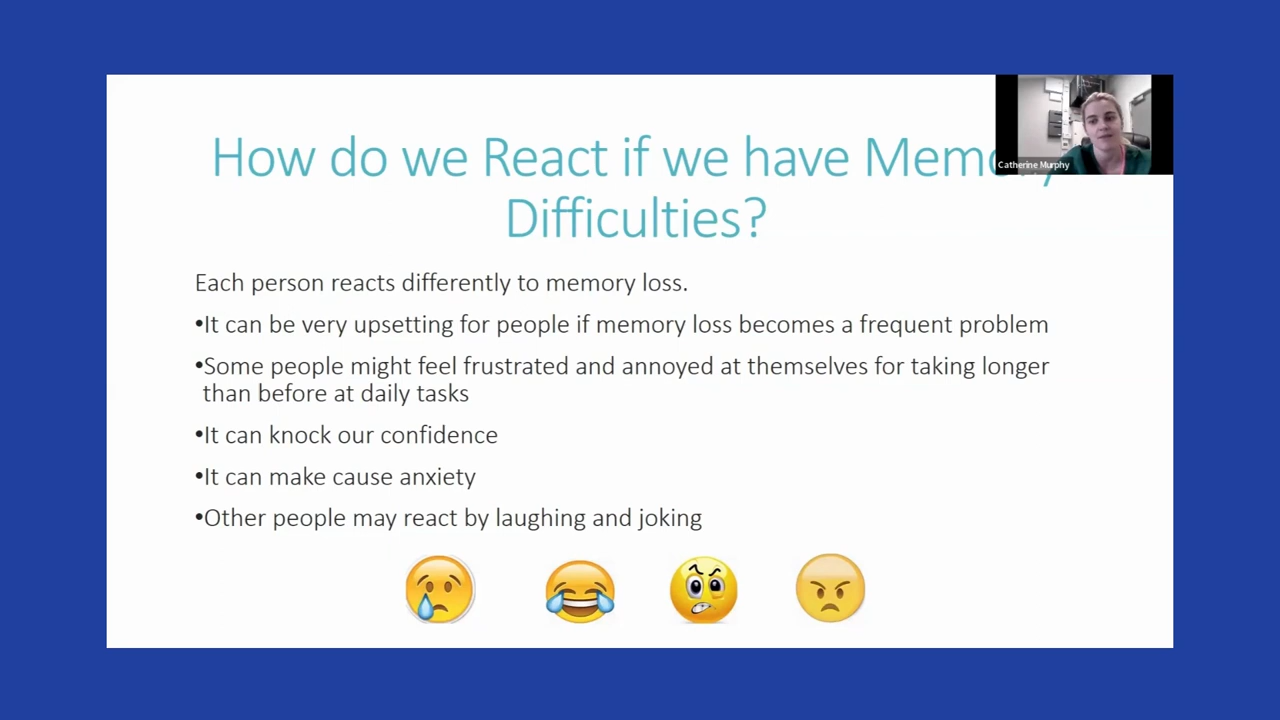 How do we React if we have Memory
Difficulties?
Catherine Murphy
Each person reacts differently to memory loss.
•It can be very upsetting for people if memory loss becomes a frequent problem
•Some people might feel frustrated and annoyed at themselves for taking longer
than before at daily tasks
•It can knock our confidence
•It can make cause anxiety
•Other people may react by laughing and joking